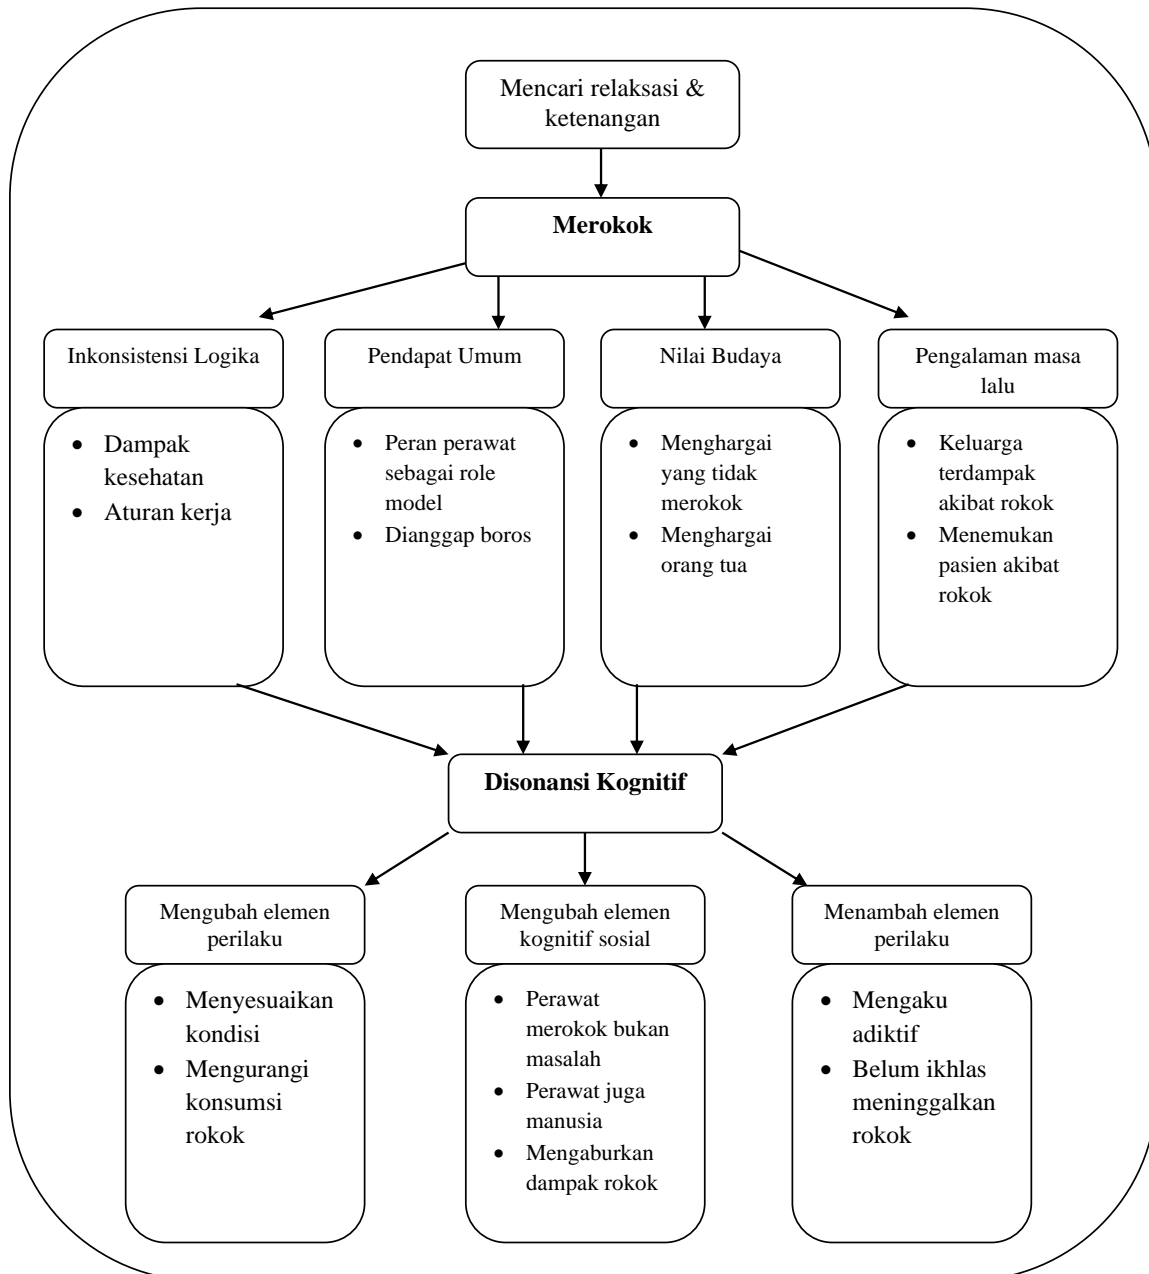 Mencari relaksasi &
ketenangan
Merokok
Inkonsistensi Logika
• Dampak
kesehatan
• Aturan kerja
Pendapat Umum
• Peran perawat
sebagai role
model
• Dianggap boros
Nilai Budaya
• Menghargai
yang tidak
merokok
• Menghargai
orang tua
Pengalaman masa
lalu
• Keluarga
terdampak
akibat rokok
• Menemukan
pasien akibat
rokok
Disonansi Kognitif
Mengubah elemen
perilaku
• Menyesuaikan
kondisi
• Mengurangi
konsumsi
rokok
Mengubah elemen
kognitif sosial
• Perawat
merokok bukan
masalah
• Perawat juga
manusia
• Mengaburkan
dampak rokok
Menambah elemen
perilaku
• Mengaku
adiktif
• Belum ikhlas
meninggalkan
rokok